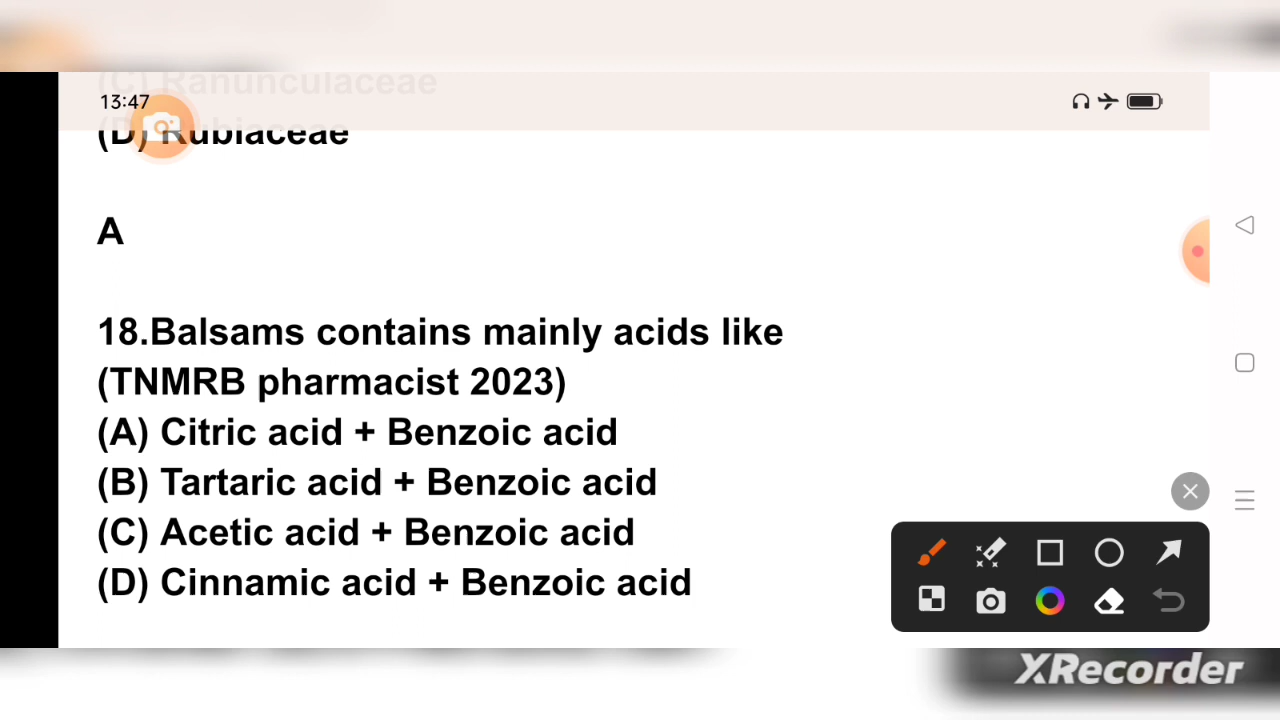 (C) Ranunculaceae
13:47
(D) Rubiaceae
A
18.Balsams contains mainly acids like
(TNMRB pharmacist 2023)
(A) Citric acid + Benzoic acid
(B) Tartaric acid + Benzoic acid
(C) Acetic acid + Benzoic acid
(D) Cinnamic acid + Benzoic acid
XRecorder